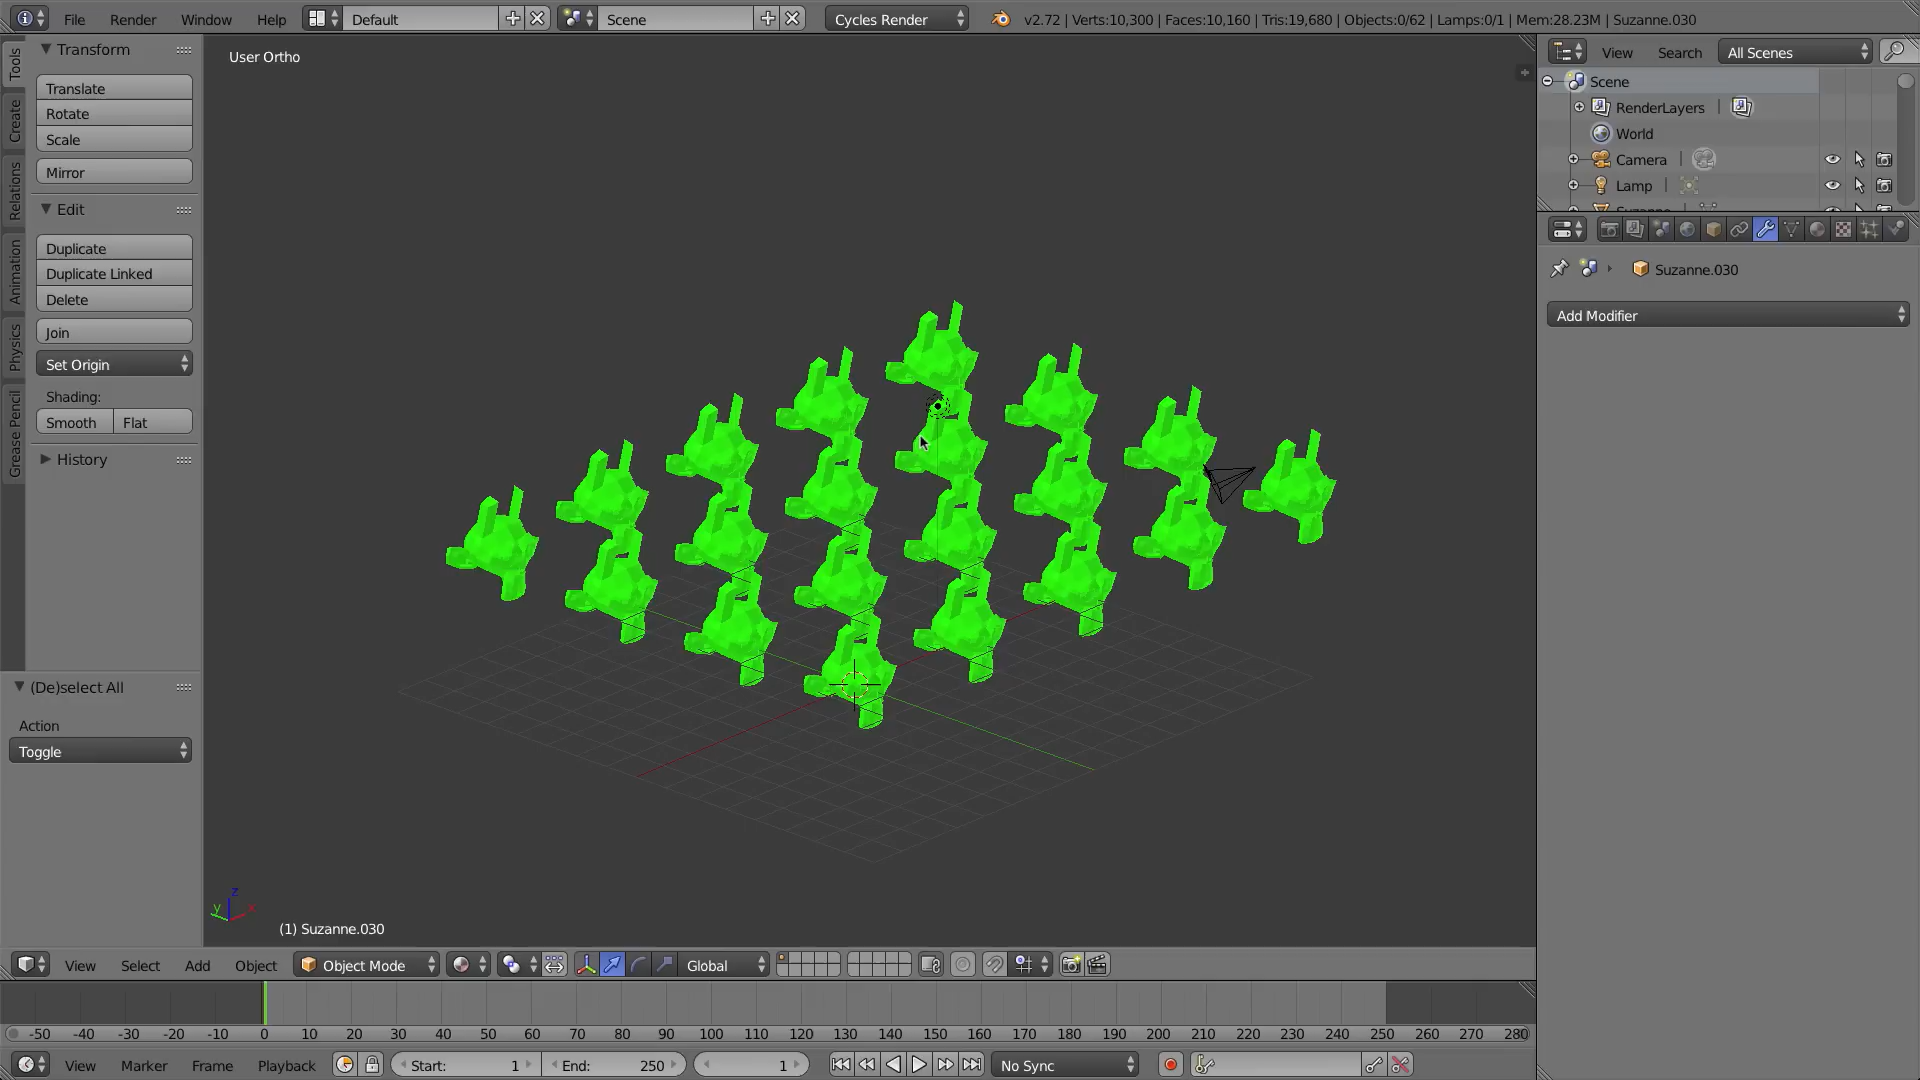 File Render Window Help Default Scene Cycles Render v2.72 | Verts:10,300 | Faces:10,160 | Tris:19,680 | Objects:0/62 | Lamps:0/1 | Mem:28.23M | Suzanne.030
Tools
Create
Relations
Animation
Physics
Grease Pencil
Transform
Translate
Rotate
Scale
Mirror
Edit
Duplicate
Duplicate Linked
Delete
Join
Set Origin
Shading:
Smooth Flat
History
(De)select All
Action
Toggle
User Ortho
z
y x
(1) Suzanne.030
View Search All Scenes
Scene
RenderLayers |
World
Camera |
Lamp |
Suzanne.030
Add Modifier
View Select Add Object Object Mode Global
-50 -40 -30 -20 -10 0 10 20 30 40 50 60 70 80 90 100 110 120 130 140 150 160 170 180 190 200 210 220 230 240 250 260 270 280
View Marker Frame Playback Start: 1 End: 250 1 No Sync